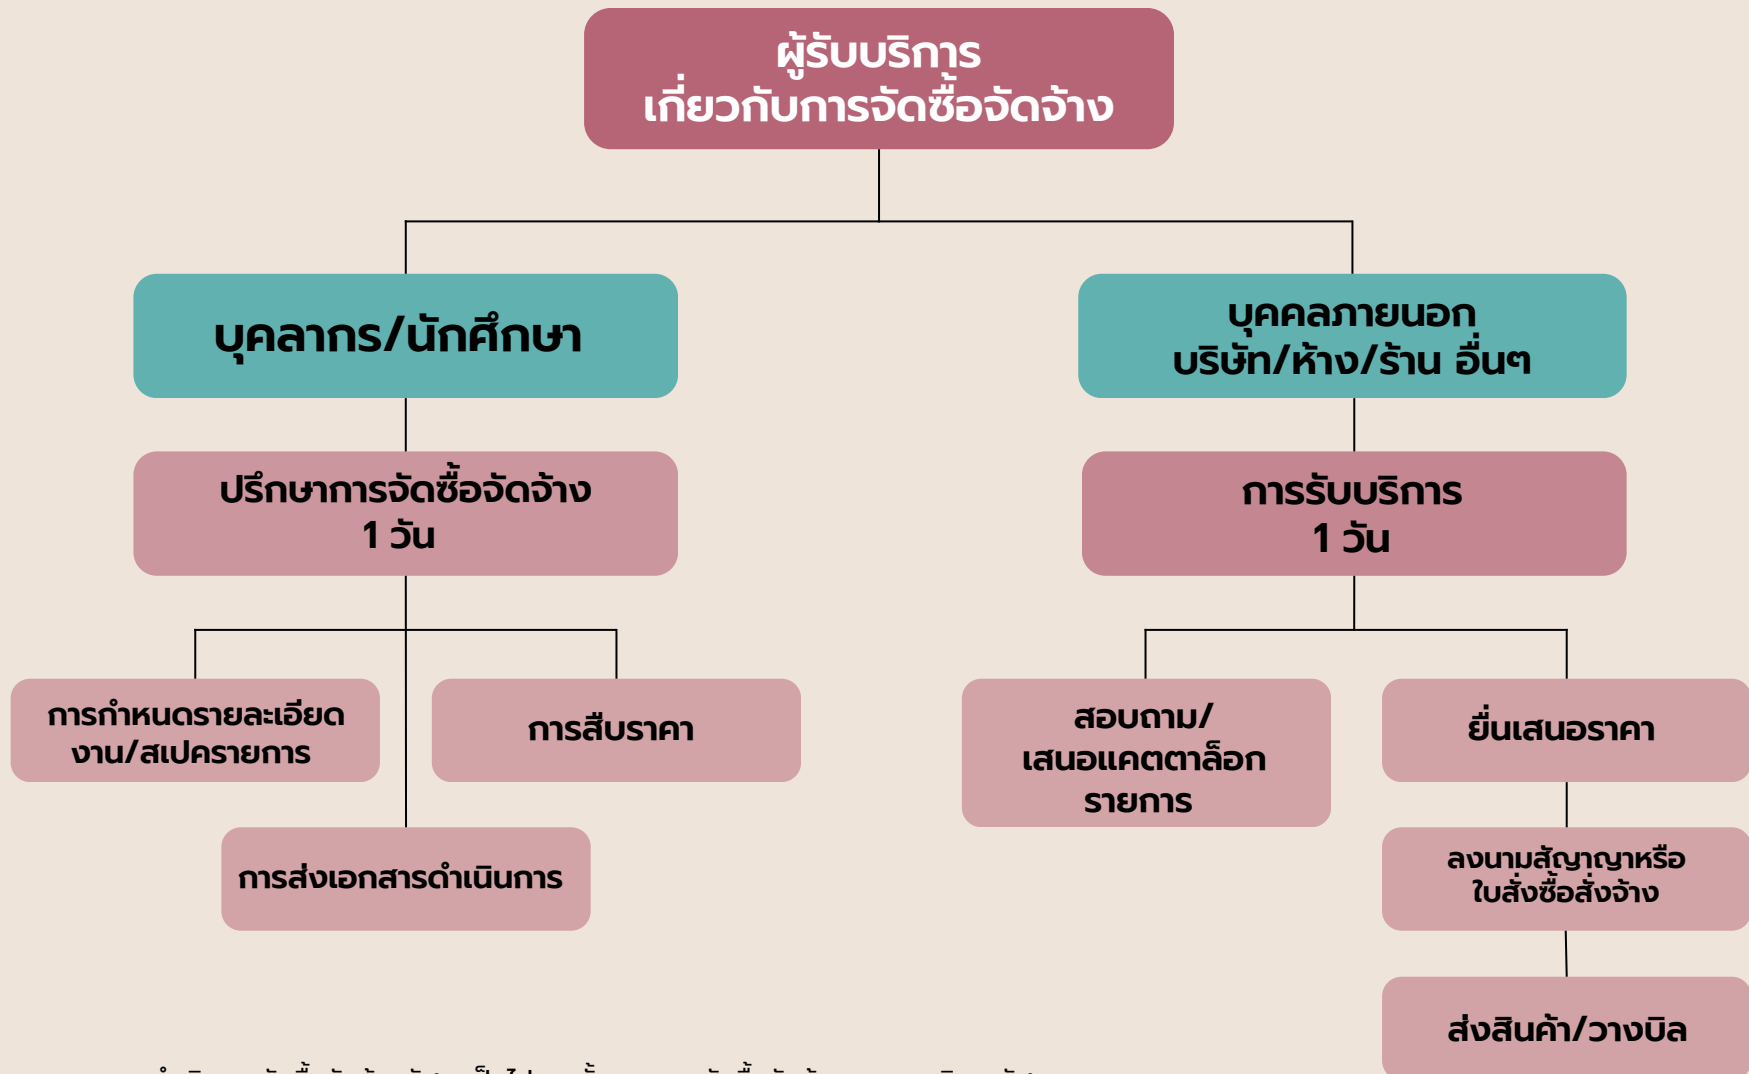 ผู้รับบริการ
เกี่ยวกับการจัดซื้อจัดจ้าง
บุคลากร/นักศึกษา
บุคคลภายนอก
บริษัท/ห้าง/ร้าน อื่นๆ
ปรึกษาการจัดซื้อจัดจ้าง
1 วัน
การรับบริการ
1 วัน
การกำหนดรายละเอียด
งาน/สเปครายการ
การสืบราคา
การส่งเอกสารดำเนินการ
สอบถาม/
เสนอแคตตาล็อก
รายการ
ยื่นเสนอราคา
ลงนามสัญาญาหรือ
ใบสั่งซื้อสั่งจ้าง
ส่งสินค้า/วางบิล